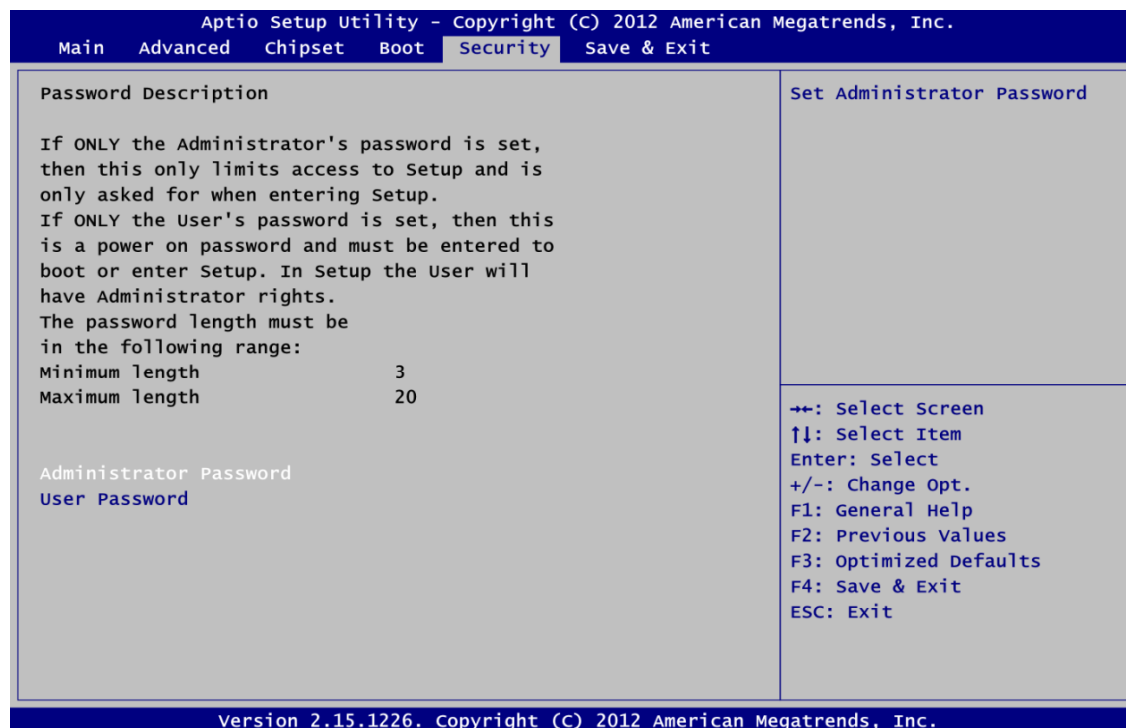 Aptio Setup Utility - Copyright (C) 2012 American Megatrends, Inc.
Main Advanced Chipset Boot Security Save & Exit
Password Description
If ONLY the Administrator's password is set,
then this only limits access to Setup and is
only asked for when entering Setup.
If ONLY the User's password is set, then this
is a power on password and must be entered to
boot or enter Setup. In Setup the User will
have Administrator rights.
The password length must be
in the following range:
Minimum length 3
Maximum length 20
Administrator Password
User Password
Set Administrator Password
→←: Select Screen
↑↓: Select Item
Enter: Select
+/-: Change Opt.
F1: General Help
F2: Previous Values
F3: Optimized Defaults
F4: Save & Exit
ESC: Exit
Version 2.15.1226. Copyright (C) 2012 American Megatrends, Inc.